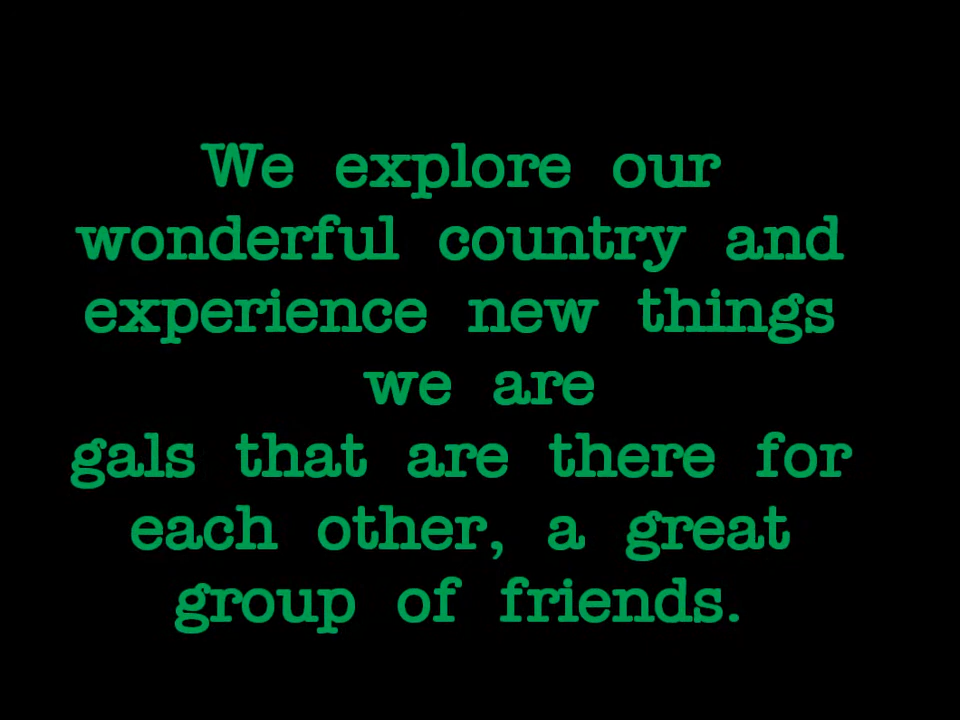 We explore our
wonderful country and
experience new things
we are
gals that are there for
each other, a great
group of friends.